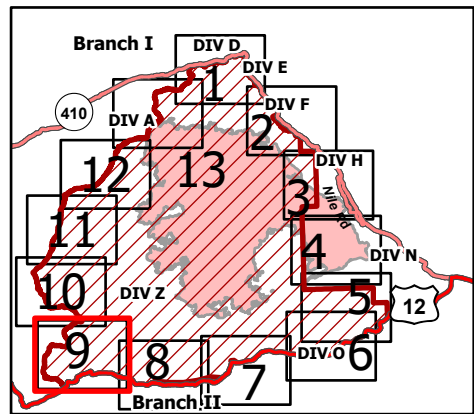 Branch I
DIV D
DIV E
1
410
DIV A
DIV F
2
13
12
DIV H
3
Nile Rd
11
4
DIV N
10
DIV Z
5
12
9
8
7
DIV O
6
Branch II